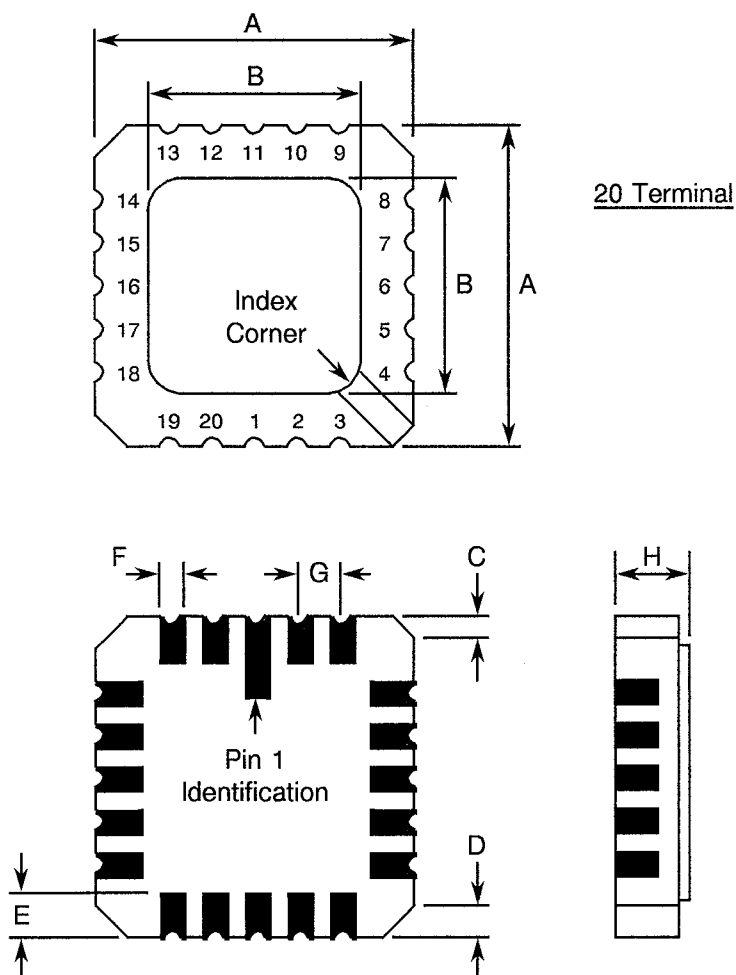 A
B
13 12 11 10 9
14
15
16
17
18
8
7
6
5
4
20 Terminal
B
A
Index
Corner
19 20 1 2 3
F
G
C
H
Pin 1
Identification
D
E